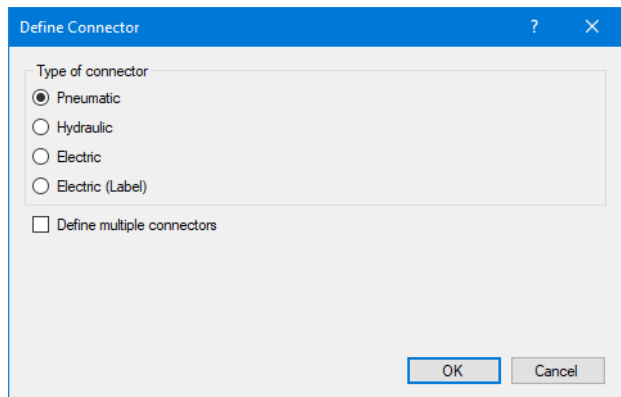 Define Connector ?
Type of connector
Pneumatic
Hydraulic
Electric
Electric (Label)
Define multiple connectors
OK Cancel